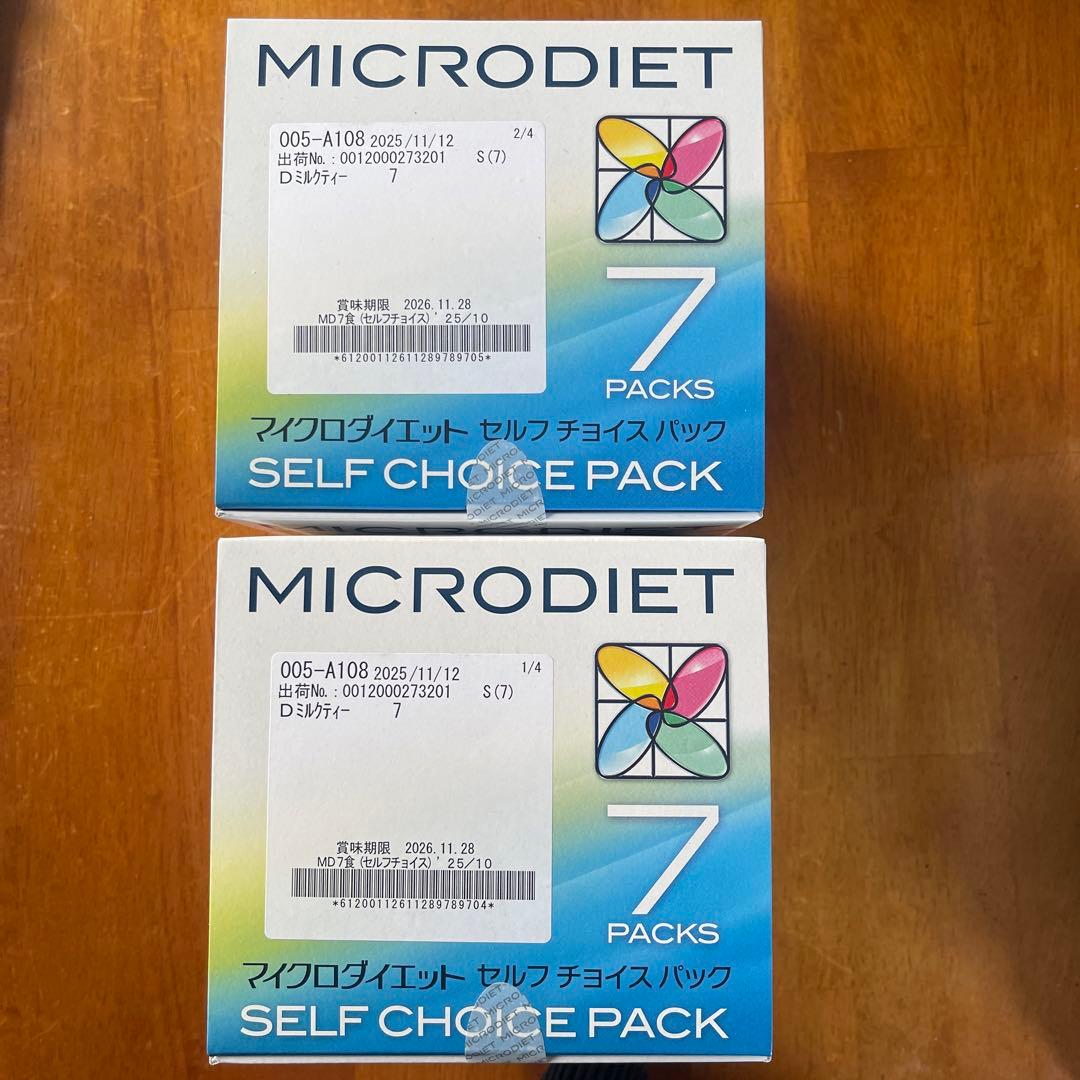 MICRODIET
005-A108 2025/11/12 2/4
出荷No.:0012000273201 S(7)
Dミルクティー 7
賞味期限 2026.11.28
MD7食(セルフチョイス)'25/10
*61200112611289789705*
7
PACKS
マイクロダイエット セルフ チョイス パック
SELF CHOICE PACK
MICRODIET
MICRODIET
005-A108 2025/11/12 1/4
出荷No.:0012000273201 S(7)
Dミルクティー 7
賞味期限 2026.11.28
MD7食(セルフチョイス)'25/10
*61200112611289789704*
7
PACKS
マイクロダイエット セルフ チョイス パック
SELF CHOICE PACK